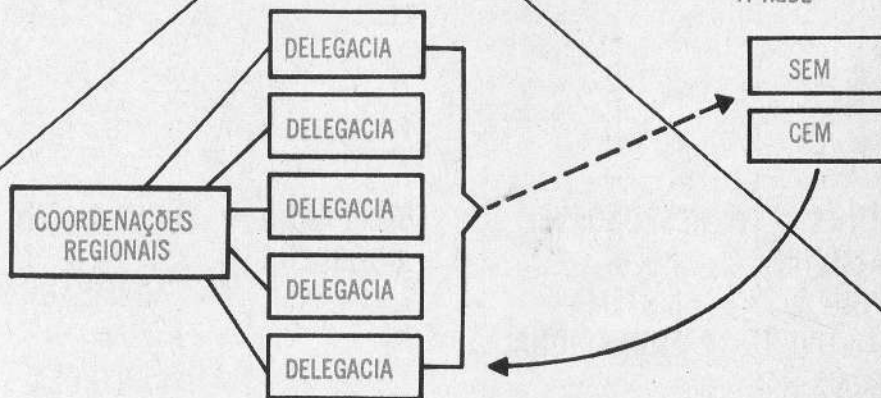 DELEGACIA
SEM
DELEGACIA
CEM
DELEGACIA
COORDENAÇÕES
REGIONAIS
DELEGACIA
DELEGACIA